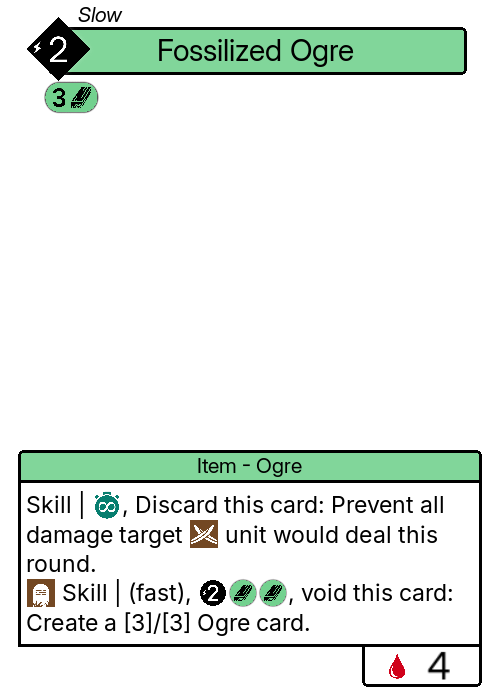 Slow
2
Fossilized Ogre
3
Item - Ogre
Skill | , Discard this card: Prevent all
damage target unit would deal this
round.
Skill | (fast), 2 , void this card:
Create a [3]/[3] Ogre card.
4